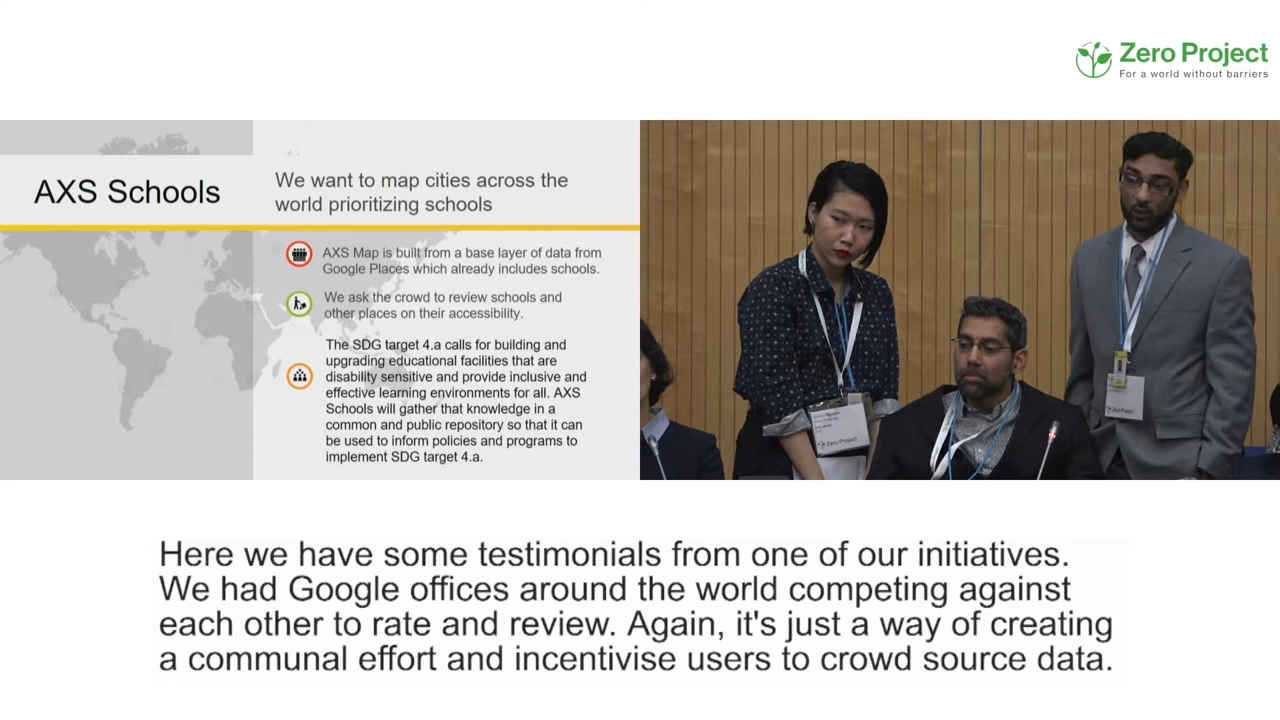 Zero Project
For a world without barriers
AXS Schools
We want to map cities across the
world prioritizing schools
AXS Map is built from a base layer of data from
Google Places which already includes schools.
We ask the crowd to review schools and
other places on their accessibility.
The SDG target 4.a calls for building and
upgrading educational facilities that are
disability sensitive and provide inclusive and
effective learning environments for all. AXS
Schools will gather that knowledge in a
common and public repository so that it can
be used to inform policies and programs to
implement SDG target 4.a.
Zero Project
Zero Project
Here we have some testimonials from one of our initiatives.
We had Google offices around the world competing against
each other to rate and review. Again, it's just a way of creating
a communal effort and incentivise users to crowd source data.